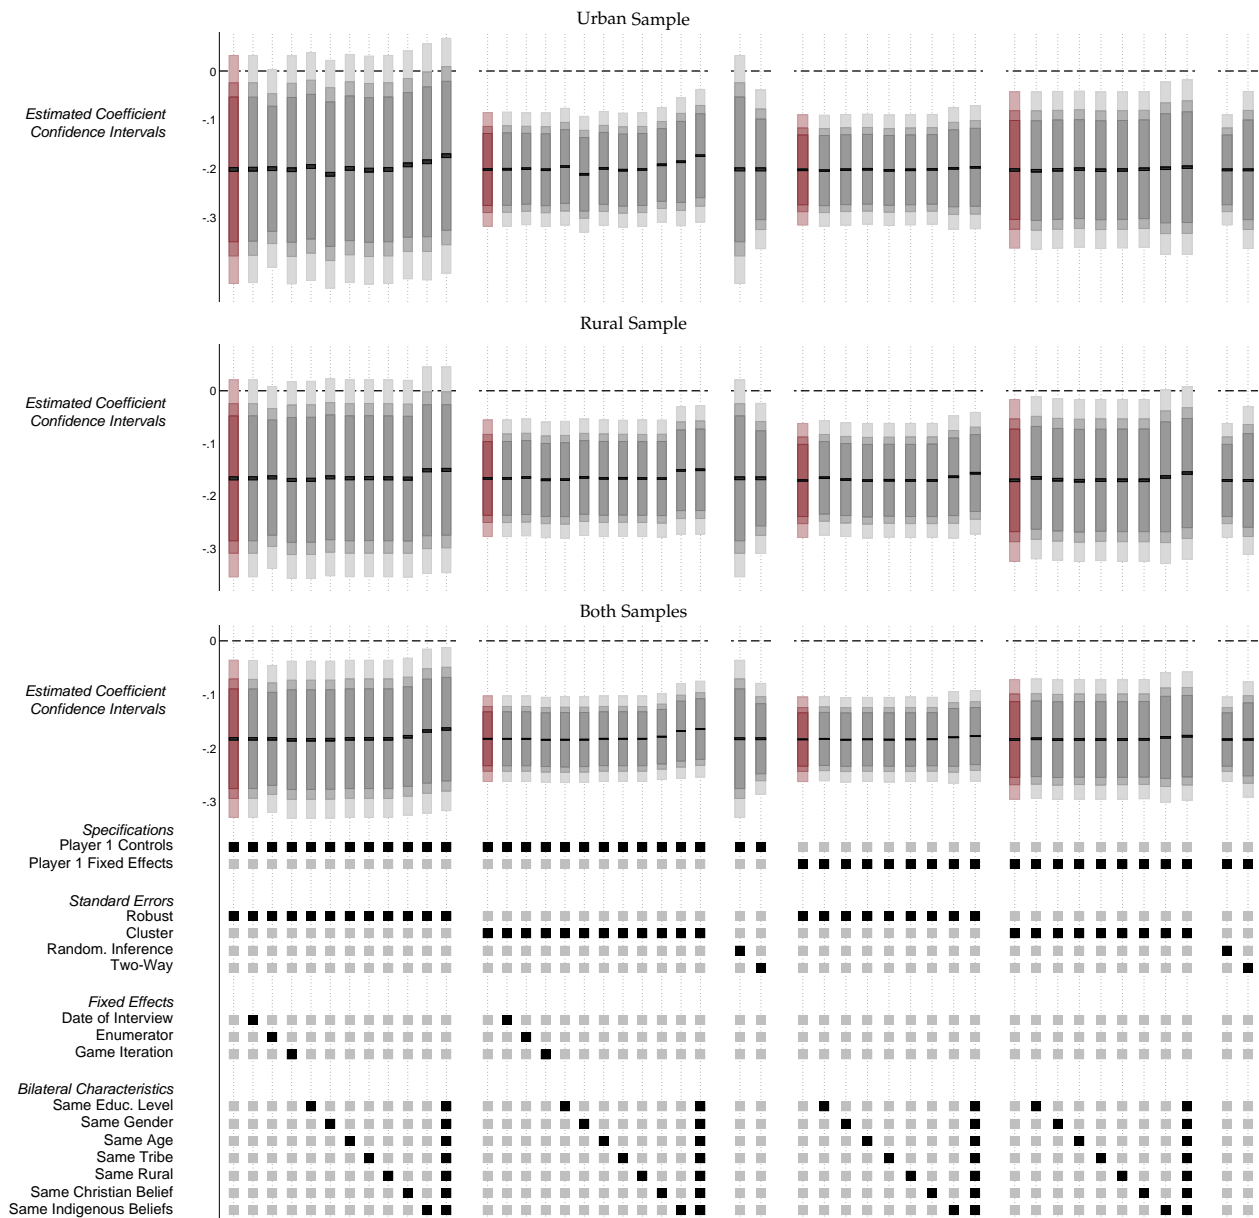 Urban Sample
0
Estimated Coefficient
Confidence Intervals
-.1
-.2
-.3
Rural Sample
0
Estimated Coefficient
Confidence Intervals
-.1
-.2
-.3
Both Samples
0
Estimated Coefficient
Confidence Intervals
-.1
-.2
-.3
Specifications
Player 1 Controls
Player 1 Fixed Effects
Standard Errors
Robust
Cluster
Random. Inference
Two-Way
Fixed Effects
Date of Interview
Enumerator
Game Iteration
Bilateral Characteristics
Same Educ. Level
Same Gender
Same Age
Same Tribe
Same Rural
Same Christian Belief
Same Indigenous Beliefs